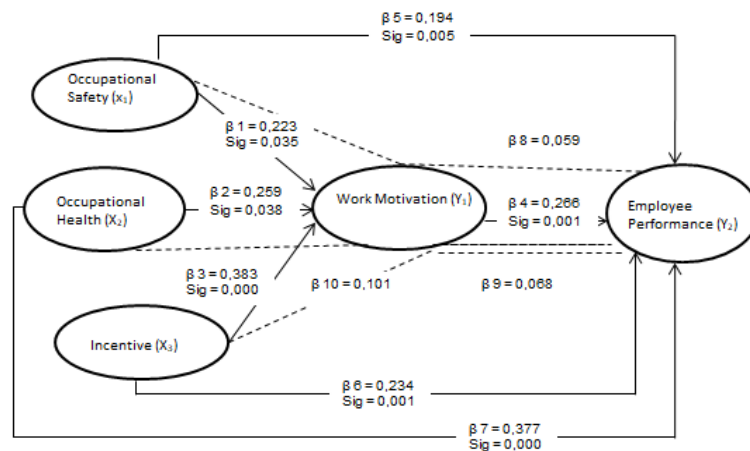 β 5 = 0,194
Sig = 0,005
Occupational
Safety (x₁)
β 1 = 0,223
Sig = 0,035
β 8 = 0,059
Occupational
Health (X₂)
β 2 = 0,259
Sig = 0,038
Work Motivation (Y₁)
β 4 = 0,266
Sig = 0,001
Employee
Performance (Y₂)
β 3 = 0,383
Sig = 0,000
β 10 = 0,101
β 9 = 0,068
Incentive (X₃)
β 6 = 0,234
Sig = 0,001
β 7 = 0,377
Sig = 0,000